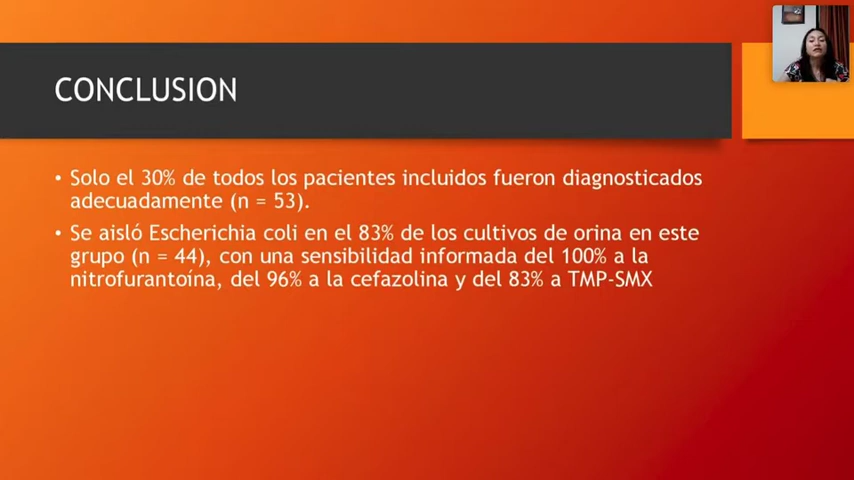 CONCLUSION
• Solo el 30% de todos los pacientes incluidos fueron diagnosticados
adecuadamente (n = 53).
• Se aisló Escherichia coli en el 83% de los cultivos de orina en este
grupo (n = 44), con una sensibilidad informada del 100% a la
nitrofurantoína, del 96% a la cefazolina y del 83% a TMP-SMX